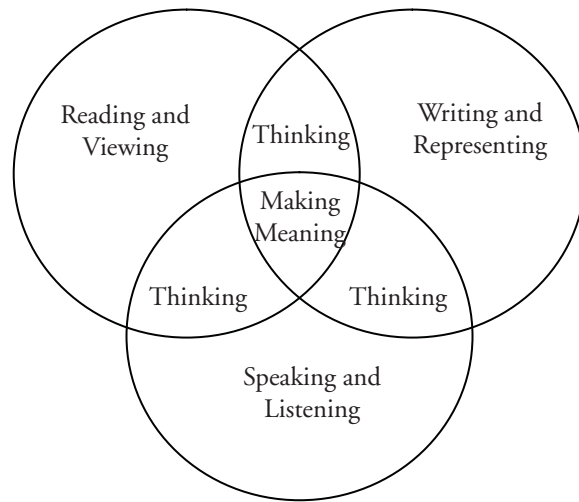 Reading and
Viewing
Writing and
Representing
Thinking
Making
Meaning
Thinking
Thinking
Speaking and
Listening